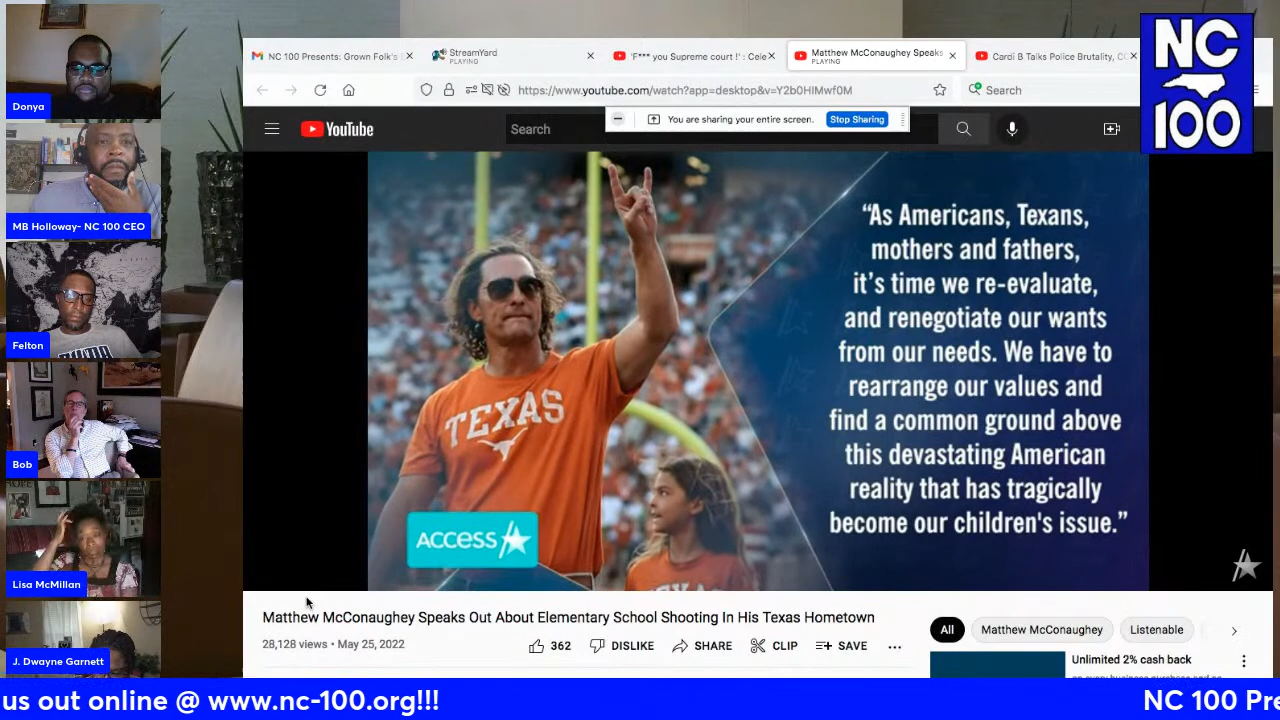 Donya
MB Holloway- NC 100 CEO
Felton
Bob
Lisa McMillan
J. Dwayne Garnett
NC 100 Presents: Grown Folk's
StreamYard
PLAYING
'F*** you Supreme court !' : Cele
Matthew McConaughey Speaks
PLAYING
Cardi B Talks Police Brutality, CO
https://www.youtube.com/watch?app=desktop&v=Y2b0HIMwf0M
Search
You are sharing your entire screen.
Stop Sharing
YouTube
Search
NC
100
TEXAS
“As Americans, Texans,
mothers and fathers,
it’s time we re-evaluate,
and renegotiate our wants
from our needs. We have to
rearrange our values and
find a common ground above
this devastating American
reality that has tragically
become our children's issue.”
ACCESS
Matthew McConaughey Speaks Out About Elementary School Shooting In His Texas Hometown
28,128 views • May 25, 2022
362
DISLIKE
SHARE
CLIP
SAVE
All
Matthew McConaughey
Listenable
Unlimited 2% cash back
us out online @ www.nc-100.org!!!
NC 100 Pre